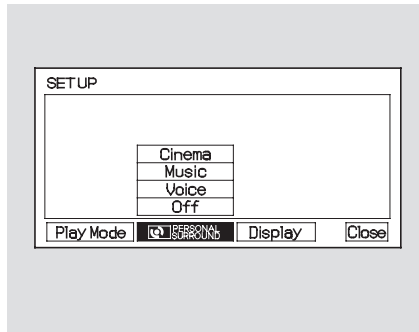 SETUP
Cinema
Music
Voice
Off
Play Mode PERSONAL SURROUND Display Close